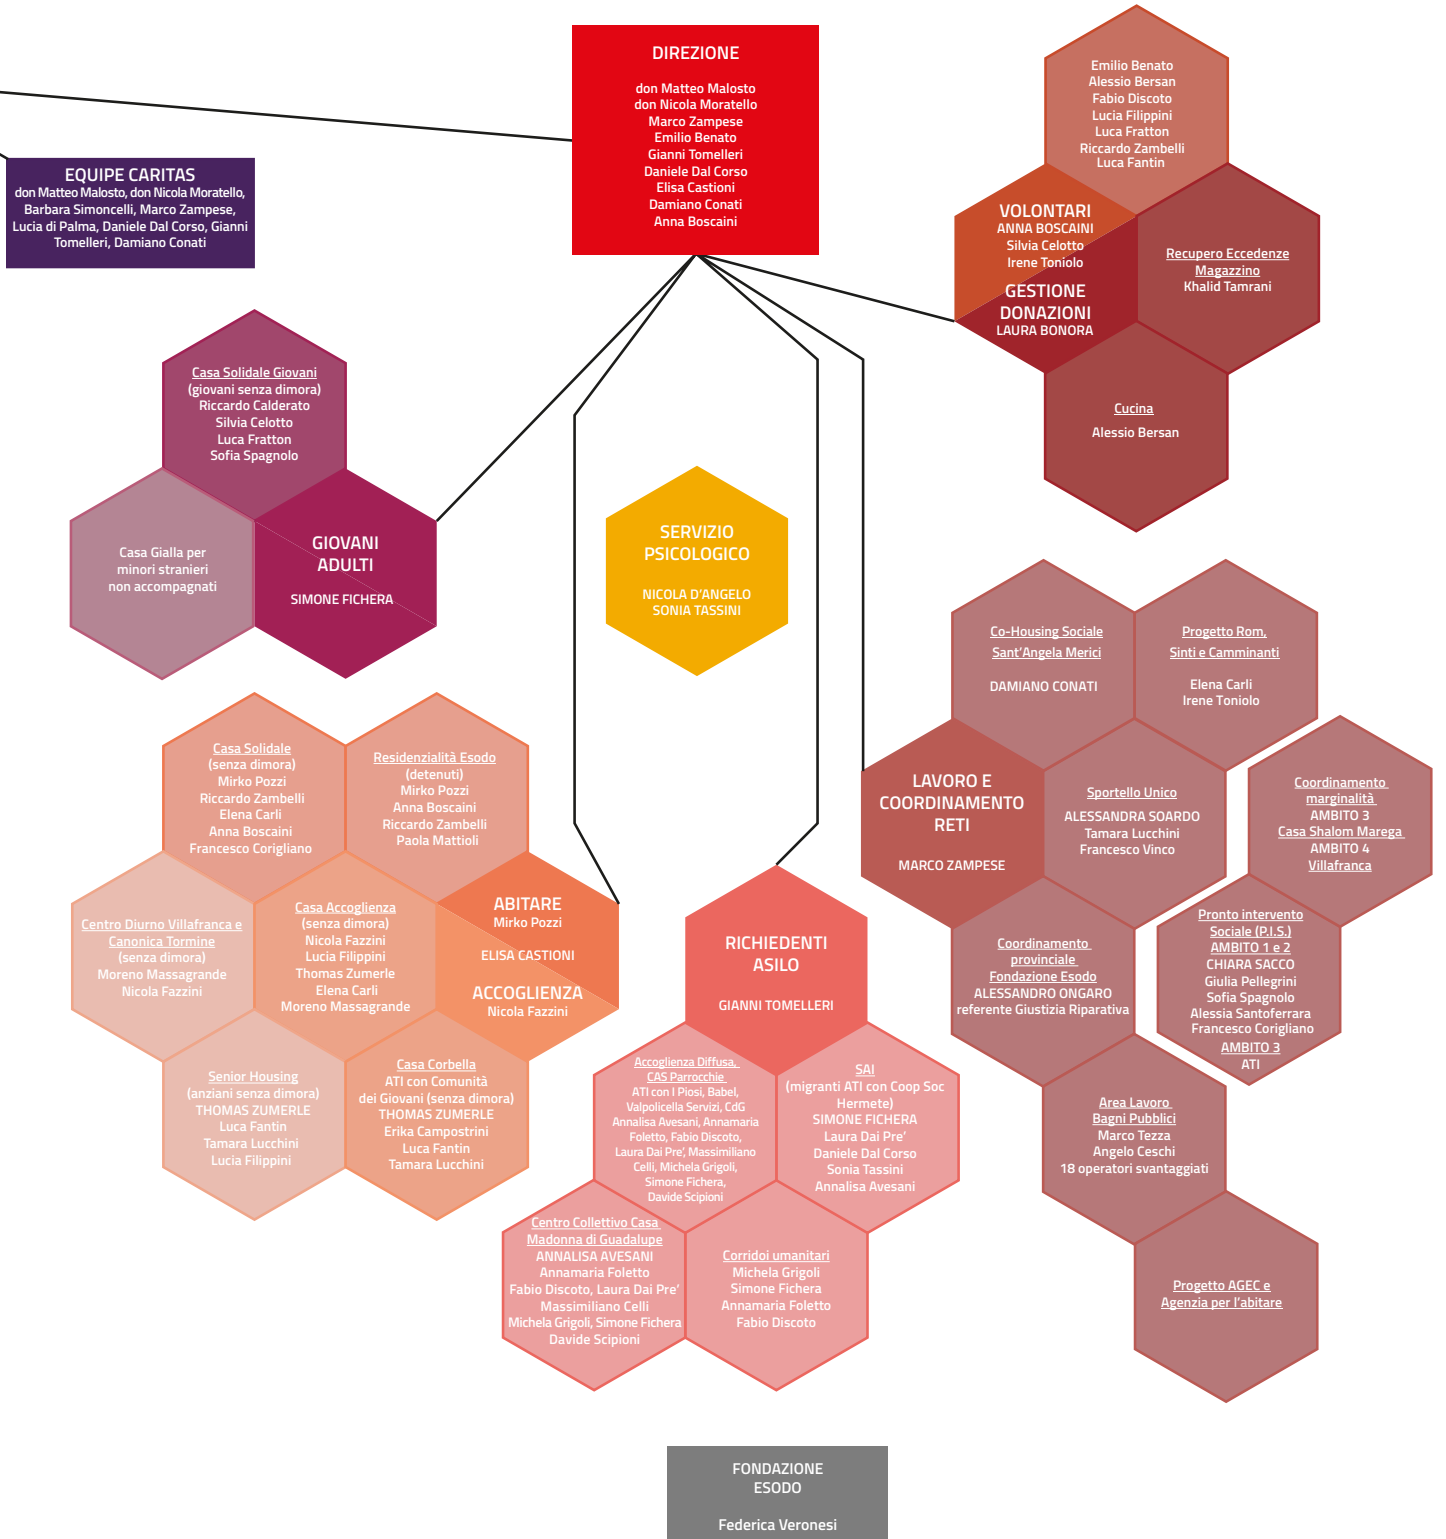 DIREZIONE
don Matteo Malosto
don Nicola Moratello
Marco Zampese
Emilio Benato
Gianni Tomelleri
Daniele Dal Corso
Elisa Castioni
Damiano Conati
Anna Boscaini
EQUIPE CARITAS
don Matteo Malosto, don Nicola Moratello,
Barbara Simoncelli, Marco Zampese,
Lucia di Palma, Daniele Dal Corso, Gianni
Tomelleri, Damiano Conati
Emilio Benato
Alessio Bersan
Fabio Discoto
Lucia Filippini
Luca Fratton
Riccardo Zambelli
Luca Fantin
VOLONTARI
ANNA BOSCAINI
Silvia Celotto
Irene Toniolo
GESTIONE
DONAZIONI
LAURA BONORA
Recupero Eccedenze
Magazzino
Khalid Tamrani
Cucina
Alessio Bersan
Casa Solidale Giovani
(giovani senza dimora)
Riccardo Calderato
Silvia Celotto
Luca Fratton
Sofia Spagnolo
Casa Gialla per
minori stranieri
non accompagnati
GIOVANI
ADULTI
SIMONE FICHERA
SERVIZIO
PSICOLOGICO
NICOLA D'ANGELO
SONIA TASSINI
Casa Solidale
(senza dimora)
Mirko Pozzi
Riccardo Zambelli
Elena Carli
Anna Boscaini
Francesco Corigliano
Residenzialità Esodo
(detenuti)
Mirko Pozzi
Anna Boscaini
Riccardo Zambelli
Paola Mattioli
Centro Diurno Villafranca e
Canonica Tormine
(senza dimora)
Moreno Massagrande
Nicola Fazzini
Casa Accoglienza
(senza dimora)
Nicola Fazzini
Lucia Filippini
Thomas Zumerle
Elena Carli
Moreno Massagrande
ABITARE
Mirko Pozzi
ELISA CASTIONI
ACCOGLIENZA
Nicola Fazzini
Senior Housing
(anziani senza dimora)
THOMAS ZUMERLE
Luca Fantin
Tamara Lucchini
Lucia Filippini
Casa Corbella
ATI con Comunità
dei Giovani (senza dimora)
THOMAS ZUMERLE
Erika Campostrini
Luca Fantin
Tamara Lucchini
RICHIEDENTI
ASILO
GIANNI TOMELLERI
Accoglienza Diffusa,
CAS Parrocchie
ATI con I Piosi, Babel,
Valpolicella Servizi, CdG
Annalisa Avesani, Annamaria
Foletto, Fabio Discoto,
Laura Dai Pre', Massimiliano
Celli, Michela Grigoli,
Simone Fichera,
Davide Scipioni
SAI
(migranti ATI con Coop Soc
Hermete)
SIMONE FICHERA
Laura Dai Pre'
Daniele Dal Corso
Sonia Tassini
Annalisa Avesani
Centro Collettivo Casa
Madonna di Guadalupe
ANNALISA AVESANI
Annamaria Foletto
Fabio Discoto, Laura Dai Pre'
Massimiliano Celli
Michela Grigoli, Simone Fichera
Davide Scipioni
Corridoi umanitari
Michela Grigoli
Simone Fichera
Annamaria Foletto
Fabio Discoto
Co-Housing Sociale
Sant'Angela Merici
DAMIANO CONATI
Progetto Rom,
Sinti e Camminanti
Elena Carli
Irene Toniolo
LAVORO E
COORDINAMENTO
RETI
MARCO ZAMPESE
Sportello Unico
ALESSANDRA SOARDO
Tamara Lucchini
Francesco Vinco
Coordinamento
marginalità
AMBITO 3
Casa Shalom Marega
AMBITO 4
Villafranca
Coordinamento
provinciale
Fondazione Esodo
ALESSANDRO ONGARO
referente Giustizia Riparativa
Pronto intervento
Sociale (P.I.S.)
AMBITO 1 e 2
CHIARA SACCO
Giulia Pellegrini
Sofia Spagnolo
Alessia Santoferrara
Francesco Corigliano
AMBITO 3
ATI
Area Lavoro
Bagni Pubblici
Marco Tezza
Angelo Ceschi
18 operatori svantaggiati
Progetto AGEC e
Agenzia per l'abitare
FONDAZIONE
ESODO
Federica Veronesi